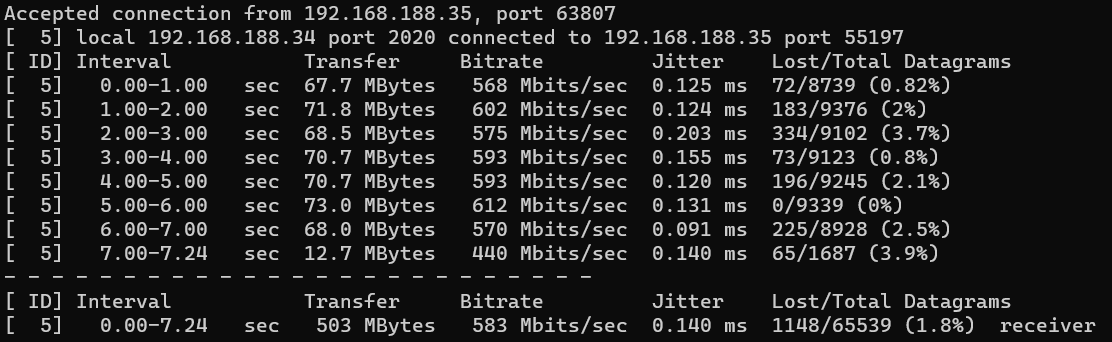 Accepted connection from 192.168.188.35, port 63807
[  5] local 192.168.188.34 port 2020 connected to 192.168.188.35 port 55197
[ ID] Interval           Transfer     Bitrate         Jitter    Lost/Total Datagrams
[  5]   0.00-1.00   sec  67.7 MBytes   568 Mbits/sec  0.125 ms  72/8739 (0.82%)
[  5]   1.00-2.00   sec  71.8 MBytes   602 Mbits/sec  0.124 ms  183/9376 (2%)
[  5]   2.00-3.00   sec  68.5 MBytes   575 Mbits/sec  0.203 ms  334/9102 (3.7%)
[  5]   3.00-4.00   sec  70.7 MBytes   593 Mbits/sec  0.155 ms  73/9123 (0.8%)
[  5]   4.00-5.00   sec  70.7 MBytes   593 Mbits/sec  0.120 ms  196/9245 (2.1%)
[  5]   5.00-6.00   sec  73.0 MBytes   612 Mbits/sec  0.131 ms  0/9339 (0%)
[  5]   6.00-7.00   sec  68.0 MBytes   570 Mbits/sec  0.091 ms  225/8928 (2.5%)
[  5]   7.00-7.24   sec  12.7 MBytes   440 Mbits/sec  0.140 ms  65/1687 (3.9%)
- - - - - - - - - - - - - - - - - - - - - - - - -
[ ID] Interval           Transfer     Bitrate         Jitter    Lost/Total Datagrams
[  5]   0.00-7.24   sec   503 MBytes   583 Mbits/sec  0.140 ms  1148/65539 (1.8%)  receiver